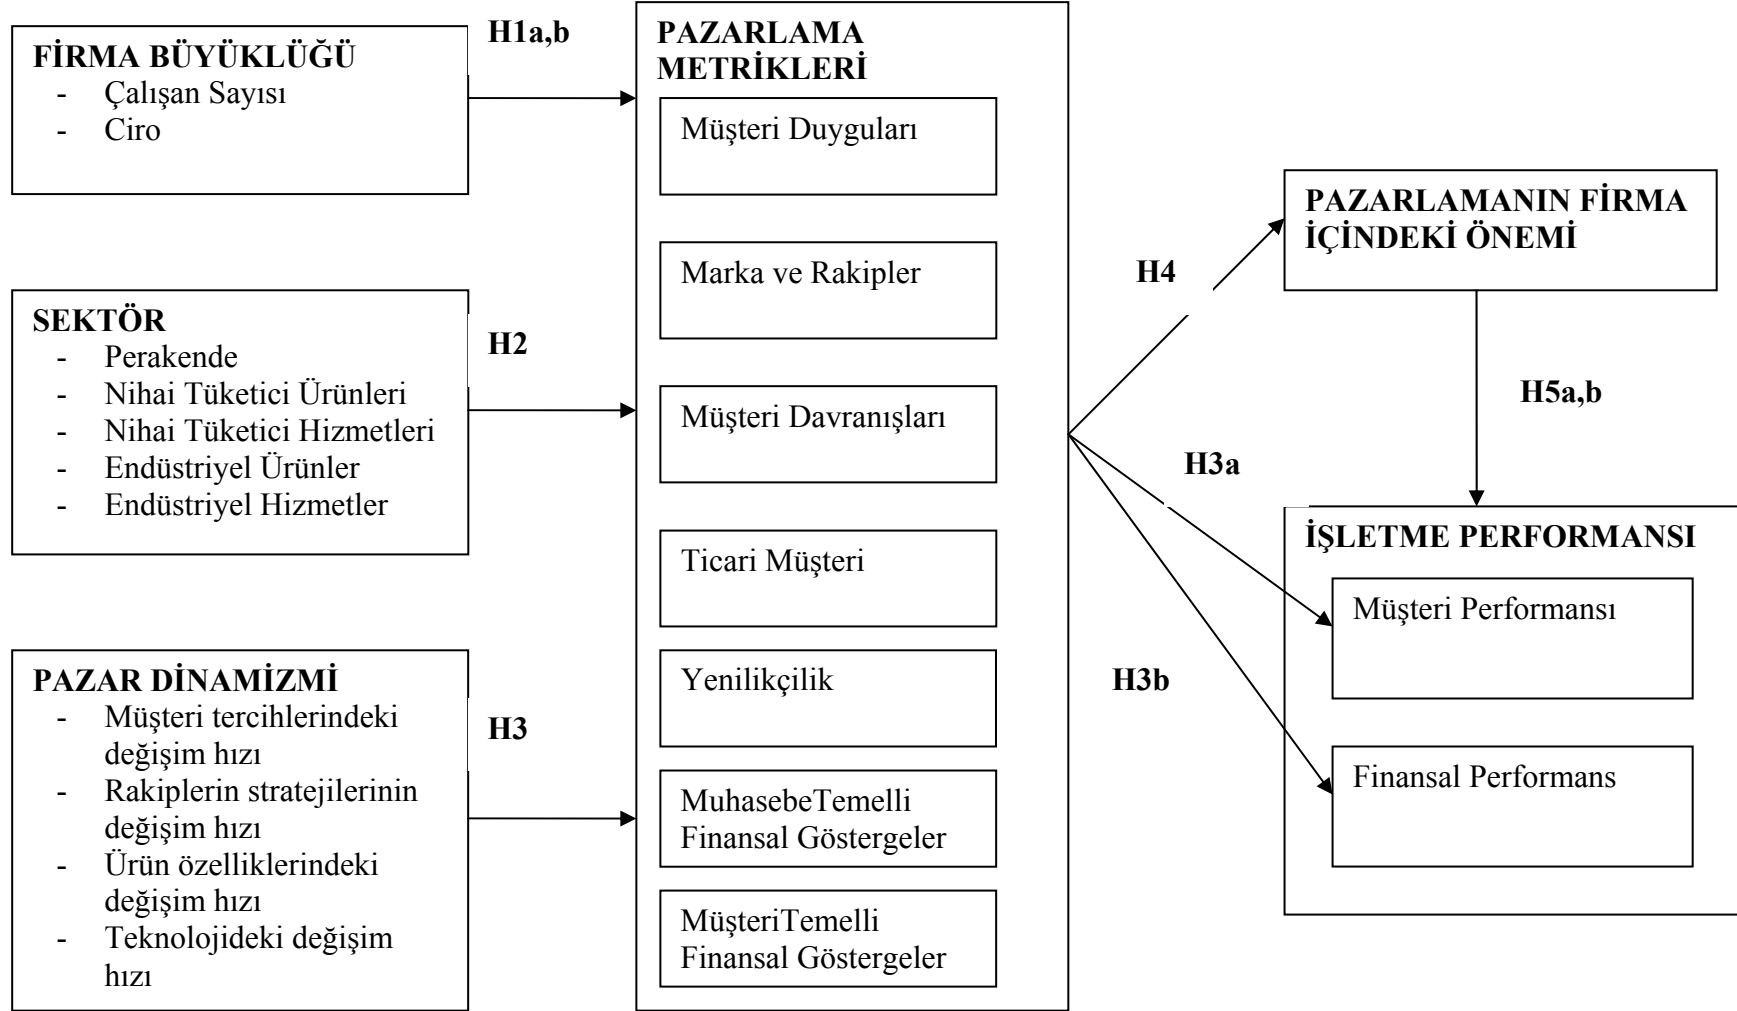 FİRMA BÜYÜKLÜĞÜ
- Çalışan Sayısı
- Ciro
H1a,b
SEKTÖR
- Perakende
- Nihai Tüketici Ürünleri
- Nihai Tüketici Hizmetleri
- Endüstriyel Ürünler
- Endüstriyel Hizmetler
H2
PAZAR DİNAMİZMİ
- Müşteri tercihlerindeki
değişim hızı
- Rakiplerin stratejilerinin
değişim hızı
- Ürün özelliklerindeki
değişim hızı
- Teknolojideki değişim
hızı
H3
PAZARLAMA
METRİKLERİ
Müşteri Duyguları
Marka ve Rakipler
Müşteri Davranışları
Ticari Müşteri
Yenilikçilik
MuhasebeTemelli
Finansal Göstergeler
MüşteriTemelli
Finansal Göstergeler
H4
H3a
H3b
PAZARLAMANIN FİRMA
İÇİNDEKİ ÖNEMİ
H5a,b
İŞLETME PERFORMANSI
Müşteri Performansı
Finansal Performans